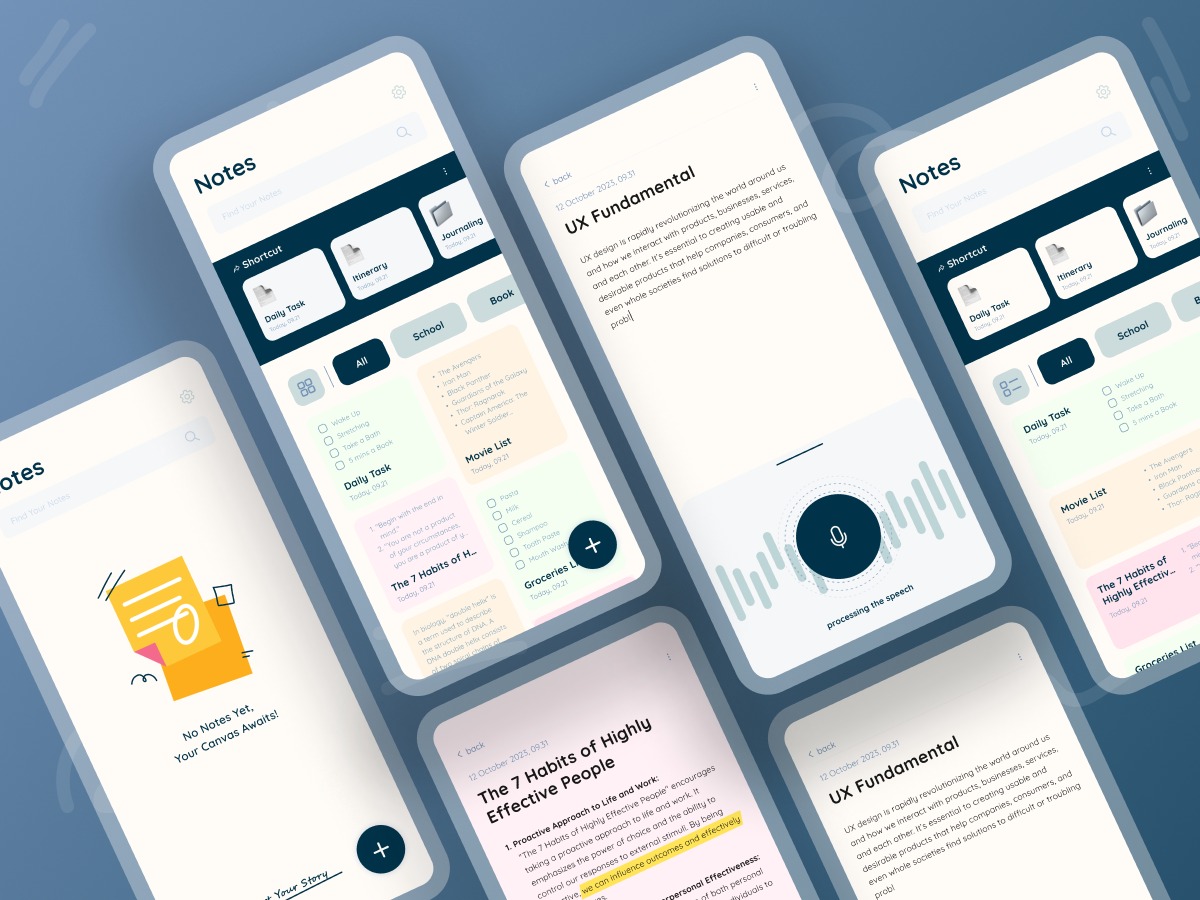 Notes
Find Your Notes
Shortcut
Daily Task
Today, 09.21
Itinerary
Today, 09.21
Journaling
Today, 09.21
All
School
Book
Wake Up
Stretching
Take a Bath
5 mins a Book
Daily Task
Today, 09.21
The Avengers
Iron Man
Black Panther
Guardians of the Galaxy
Thor: Ragnarok
Captain America: The
Winter Soldier...
Movie List
Today, 09.21
1. "Begin with the end in
mind."
2. "You are not a product
of your circumstances,
you are a product of y...
The 7 Habits of H...
Today, 09.21
Pasta
Milk
Cereal
Shampoo
Tooth Paste
Mouth Wash
Groceries L
Today, 09.21
In biology, "double helix" is
a term used to describe
the structure of DNA. A
DNA double helix consists
of two spiral chains of
back
12 October 2023, 09.31
UX Fundamental
UX design is rapidly revolutionizing the world around us
and how we interact with products, businesses, services,
and each other. It's essential to creating usable and
desirable products that help companies, consumers, and
even whole societies find solutions to difficult or troubling
probl
processing the speech
Notes
Find Your Notes
Shortcut
Daily Task
Today, 09.21
Itinerary
Today, 09.21
Journaling
Today, 09.21
All
School
B
Daily Task
Today, 09.21
Wake Up
Stretching
Take a Bath
5 mins a Book
Movie List
Today, 09.21
The Avengers
Iron Man
Black Panthe
Guardians o
Thor: Rag
The 7 Habits of
Highly Effectiv...
Today, 09.21
1. "Be
2. "
Groceries List
otes
Find Your Notes
No Notes Yet,
Your Canvas Awaits!
t Your Story
back
12 October 2023, 09.31
The 7 Habits of Highly
Effective People
1. Proactive Approach to Life and Work:
"The 7 Habits of Highly Effective People" encourages
taking a proactive approach to life and work. It
emphasizes the power of choice and the ability to
control our responses to external stimuli. By being
ctive, we can influence outcomes and effectively
es.
rpersonal Effectiveness:
s of both personal
dividuals to
back
12 October 2023, 09.31
UX Fundamental
UX design is rapidly revolutionizing the world around us
and how we interact with products, businesses, services,
and each other. It's essential to creating usable and
desirable products that help companies, consumers, and
even whole societies find solutions to difficult or troubling
probl